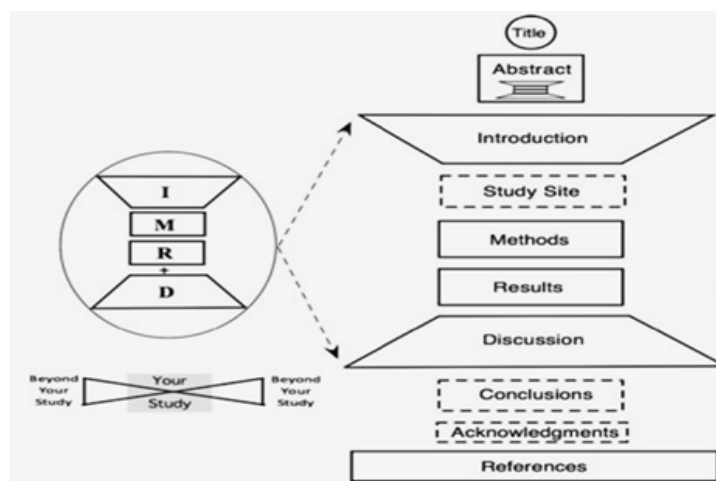 Title
Abstract
Introduction
Study Site
Methods
Results
Discussion
Conclusions
Acknowledgments
References
I
M
R
+
D
Beyond
Your
Study
Your
Study
Beyond
Your
Study